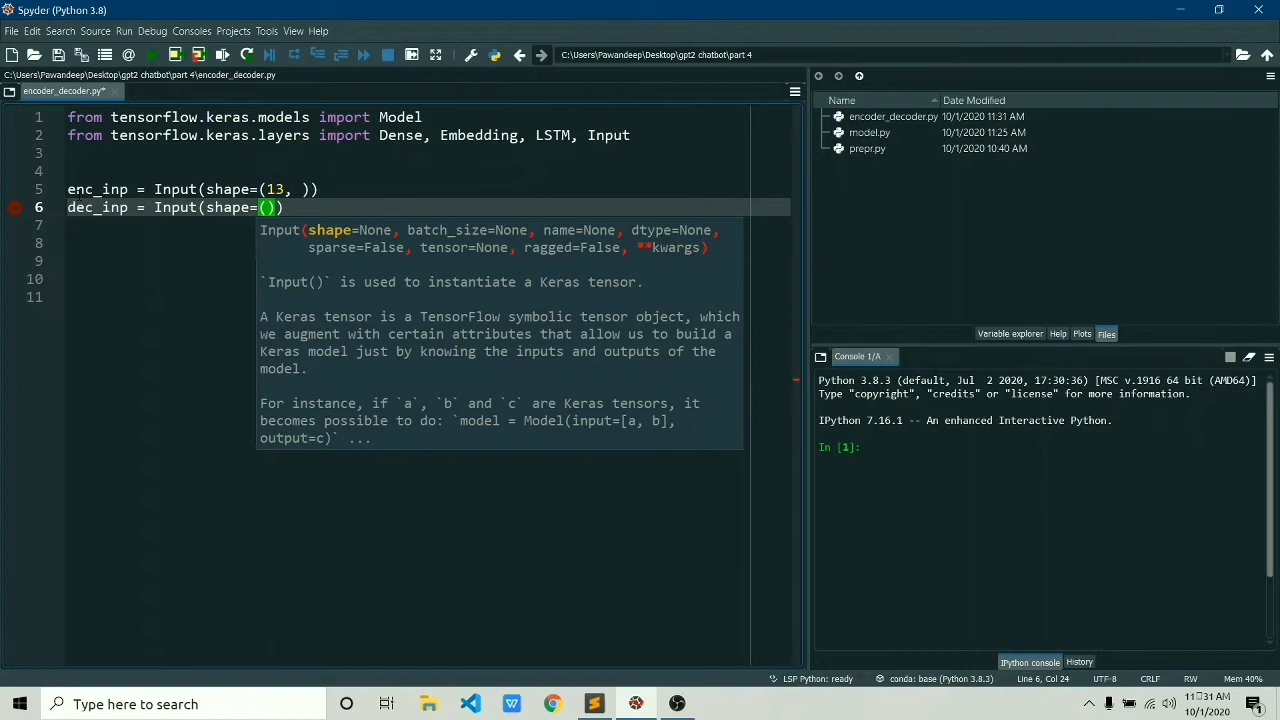 Spyder (Python 3.8)
File Edit Search Source Run Debug Consoles Projects Tools View Help
C:\Users\Pawandeep\Desktop\gpt2 chatbot\part 4
C:\Users\Pawandeep\Desktop\gpt2 chatbot\part 4\encoder_decoder.py
encoder_decoder.py*
1 from tensorflow.keras.models import Model
2 from tensorflow.keras.layers import Dense, Embedding, LSTM, Input
3
4
5 enc_inp = Input(shape=(13, ))
6 dec_inp = Input(shape=())
7
8
9
10
11
Input(shape=None, batch_size=None, name=None, dtype=None,
sparse=False, tensor=None, ragged=False, **kwargs)
`Input()` is used to instantiate a Keras tensor.
A Keras tensor is a TensorFlow symbolic tensor object, which
we augment with certain attributes that allow us to build a
Keras model just by knowing the inputs and outputs of the
model.
For instance, if `a`, `b` and `c` are Keras tensors, it
becomes possible to do: `model = Model(input=[a, b],
output=c)` ...
Name Date Modified
encoder_decoder.py 10/1/2020 11:31 AM
model.py 10/1/2020 11:25 AM
prepr.py 10/1/2020 10:40 AM
Variable explorer Help Plots Files
Console 1/A
Python 3.8.3 (default, Jul 2 2020, 17:30:36) [MSC v.1916 64 bit (AMD64)]
Type "copyright", "credits" or "license" for more information.
IPython 7.16.1 -- An enhanced Interactive Python.
In [1]:
IPython console History
LSP Python: ready conda: base (Python 3.8.3) Line 6, Col 24 UTF-8 CRLF RW Mem 40%
Type here to search
11:31 AM
10/1/2020